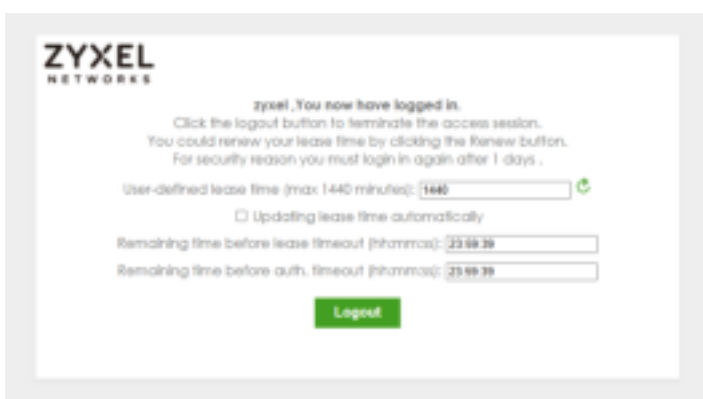 ZYXEL
NETWORKS
zyxel ,You now have logged in.
Click the logout button to terminate the access session.
You could renew your lease time by clicking the Renew button.
For security reason you must login in again after 1 days .
User-defined lease time (max 1440 minutes): 1440
Updating lease time automatically
Remaining time before lease timeout (hh:mm:ss): 23:59:39
Remaining time before auth. timeout (hh:mm:ss): 23:59:39
Logout